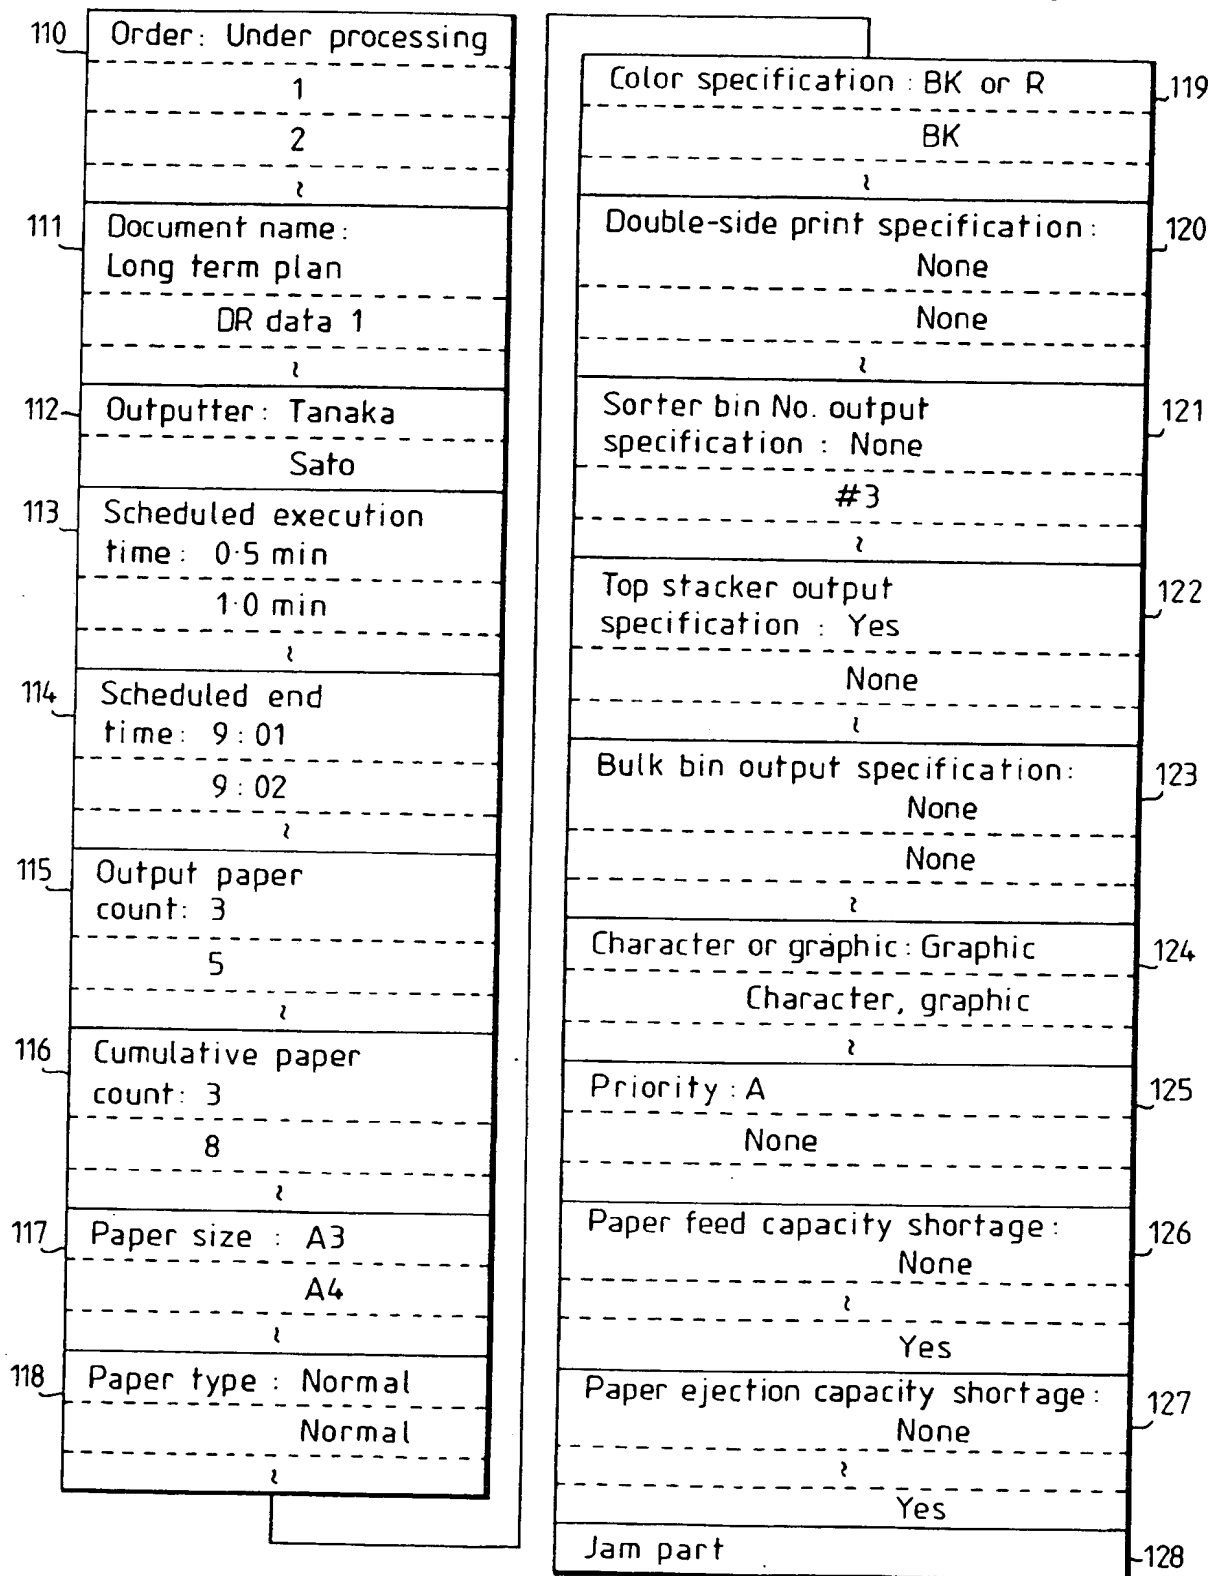 110
Order: Under processing
1
2
111
Document name:
Long term plan
DR data 1
112
Outputter: Tanaka
Sato
113
Scheduled execution
time: 0·5 min
1·0 min
114
Scheduled end
time: 9:01
9:02
115
Output paper
count: 3
5
116
Cumulative paper
count: 3
8
117
Paper size : A3
A4
118
Paper type : Normal
Normal
Color specification : BK or R
119
BK
Double-side print specification:
120
None
None
Sorter bin No. output
121
specification : None
#3
Top stacker output
122
specification : Yes
None
Bulk bin output specification:
123
None
None
Character or graphic: Graphic
124
Character, graphic
Priority : A
125
None
Paper feed capacity shortage:
126
None
Yes
Paper ejection capacity shortage:
127
None
Yes
Jam part
128